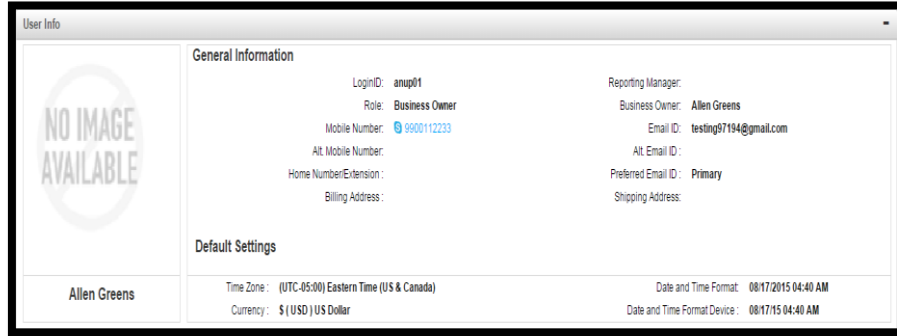 User Info
-
NO IMAGE
AVAILABLE
Allen Greens
General Information
LoginID: anup01 Reporting Manager:
Role: Business Owner Business Owner: Allen Greens
Mobile Number: 9900112233 Email ID: testing97194@gmail.com
Alt. Mobile Number: Alt. Email ID :
Home Number/Extension : Preferred Email ID : Primary
Billing Address : Shipping Address:
Default Settings
Time Zone : (UTC-05:00) Eastern Time (US & Canada) Date and Time Format: 08/17/2015 04:40 AM
Currency : $ ( USD ) US Dollar Date and Time Format Device : 08/17/15 04:40 AM